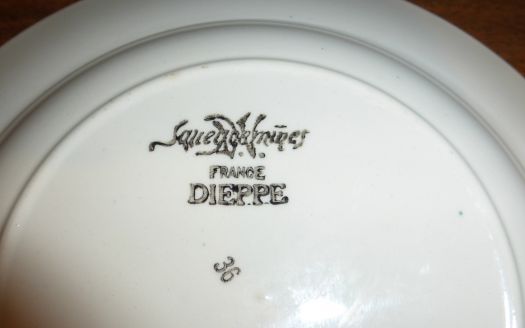 Sarreguemines
FRANCE
DIEPPE
36